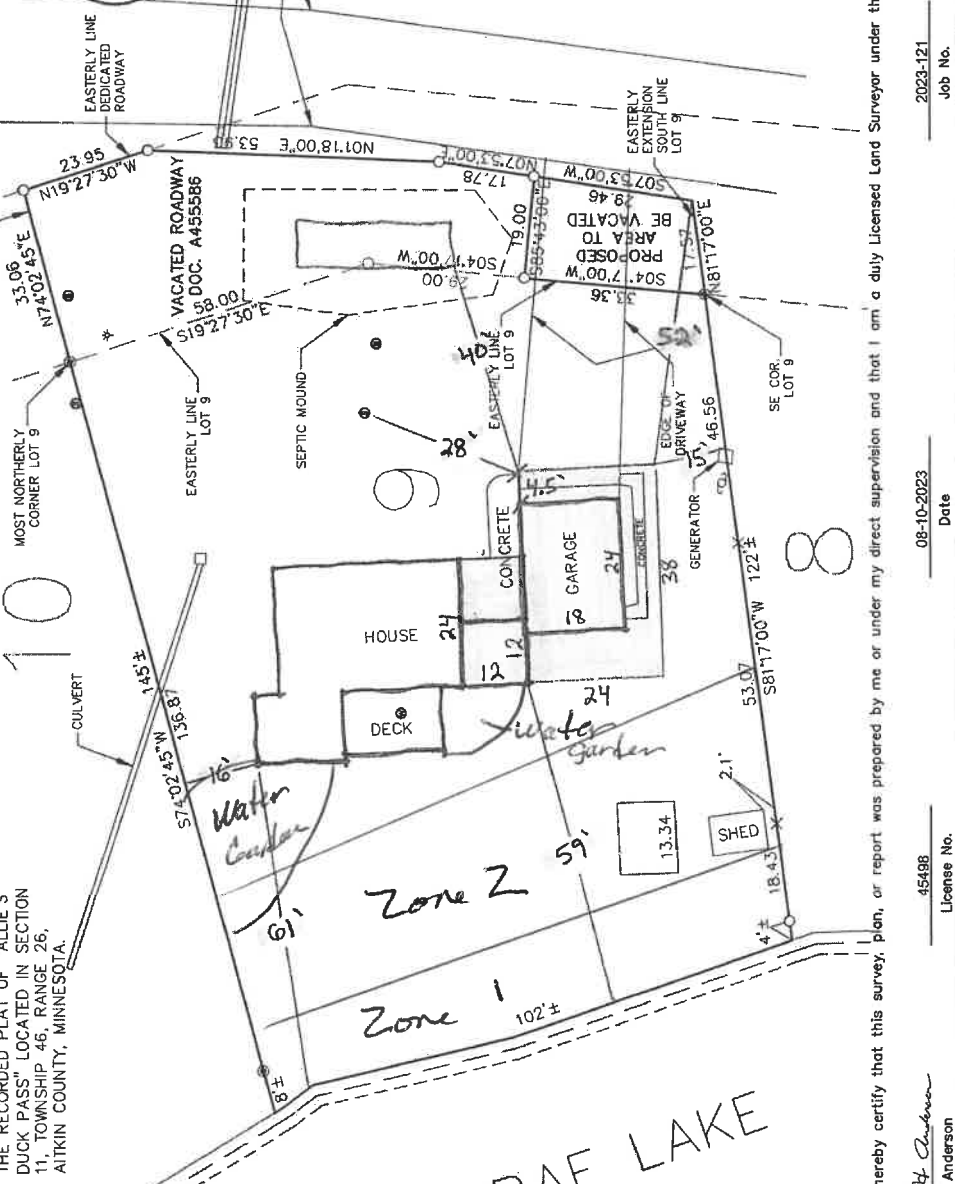 EASTERLY LINE
DEDICATED
ROADWAY
23.95
N19°27'30"W
33.06
N74°02'45"E
VACATED ROADWAY
DOC. A455586
N01°18'00"E 53.93
N07°53'00"E
17.78
EASTERLY
EXTENSION
SOUTH LINE
LOT 9
58.00
S19°27'30"E
S04°17'00"W
29.00
19.00
S85°43'00"E
S07°53'00"W
29.46
PROPOSED
AREA TO
BE VACATED
S04°17'00"W
33.36
17.57
N81°17'00"E
MOST NORTHERLY
CORNER LOT 9
EASTERLY LINE
LOT 9
SEPTIC MOUND
40'
EASTERLY LINE
LOT 9
52'
SE COR.
LOT 9
28'
9
EDGE OF
DRIVEWAY
15'
46.56
10
CULVERT
145'±
136.87
S74°02'45"W
HOUSE
CONCRETE
4.5'
GARAGE
24
18
CONCRETE
38
GENERATOR
8
24
12
12
DECK
24
water
garden
S81°17'00"W 122'±
53.07
16'
Water
Garden
61'
Zone 2
59'
13.34
SHED
2.1'
18.43
4'±
Zone 1
102'±
8'±
THE RECORDED PLAT OF "ALLIE'S
DUCK PASS" LOCATED IN SECTION
11, TOWNSHIP 46, RANGE 26,
AITKIN COUNTY, MINNESOTA.
LAKE
hereby certify that this survey, plan, or report was prepared by me or under my direct supervision and that I am a duly Licensed Land Surveyor under th
Anderson
Anderson
45498
License No.
08-10-2023
Date
2023-121
Job No.